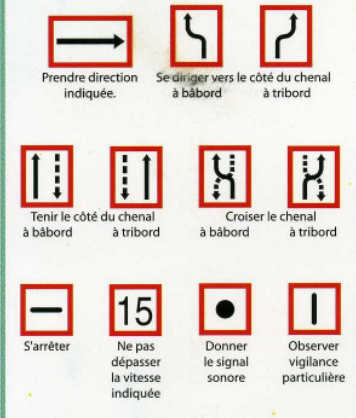 Prendre direction
indiquée.
Se diriger vers le côté du chenal
à bâbord à tribord
Tenir le côté du chenal
à bâbord à tribord
Croiser le chenal
à bâbord à tribord
S'arrêter
15
Ne pas
dépasser
la vitesse
indiquée
Donner
le signal
sonore
Observer
vigilance
particulière